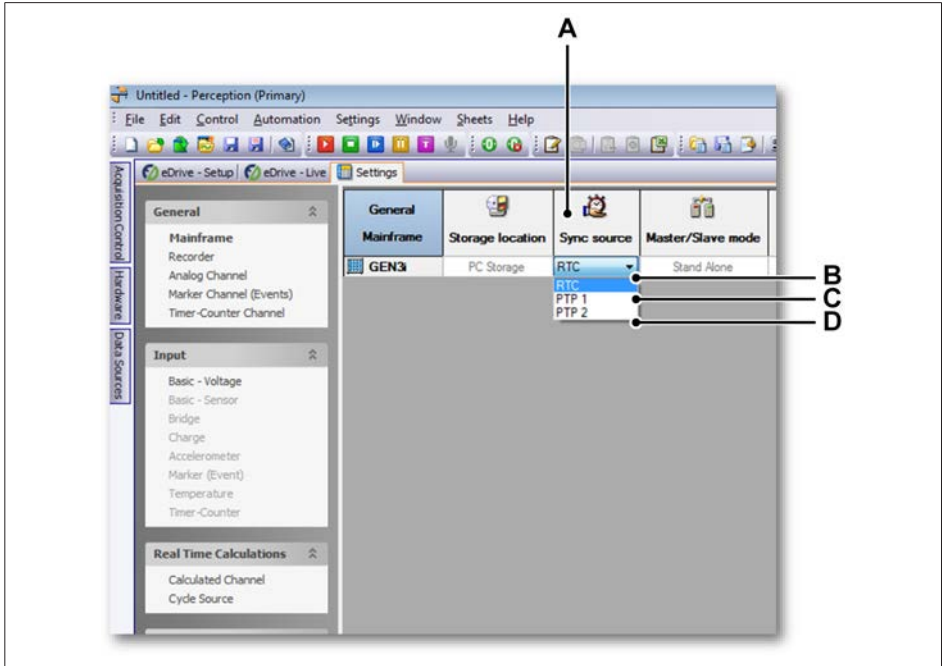 A
Untitled - Perception (Primary)
File Edit Control Automation Settings Window Sheets Help
eDrive - Setup eDrive - Live Settings
Acquisition Control
Hardware
Data Sources
General
Mainframe
Recorder
Analog Channel
Marker Channel (Events)
Timer-Counter Channel
Input
Basic - Voltage
Basic - Sensor
Bridge
Charge
Accelerometer
Marker (Event)
Temperature
Timer-Counter
Real Time Calculations
Calculated Channel
Cycle Source
General
Mainframe Storage location Sync source Master/Slave mode
GEN3i PC Storage RTC Stand Alone
RTC
PTP 1
PTP 2
B
C
D